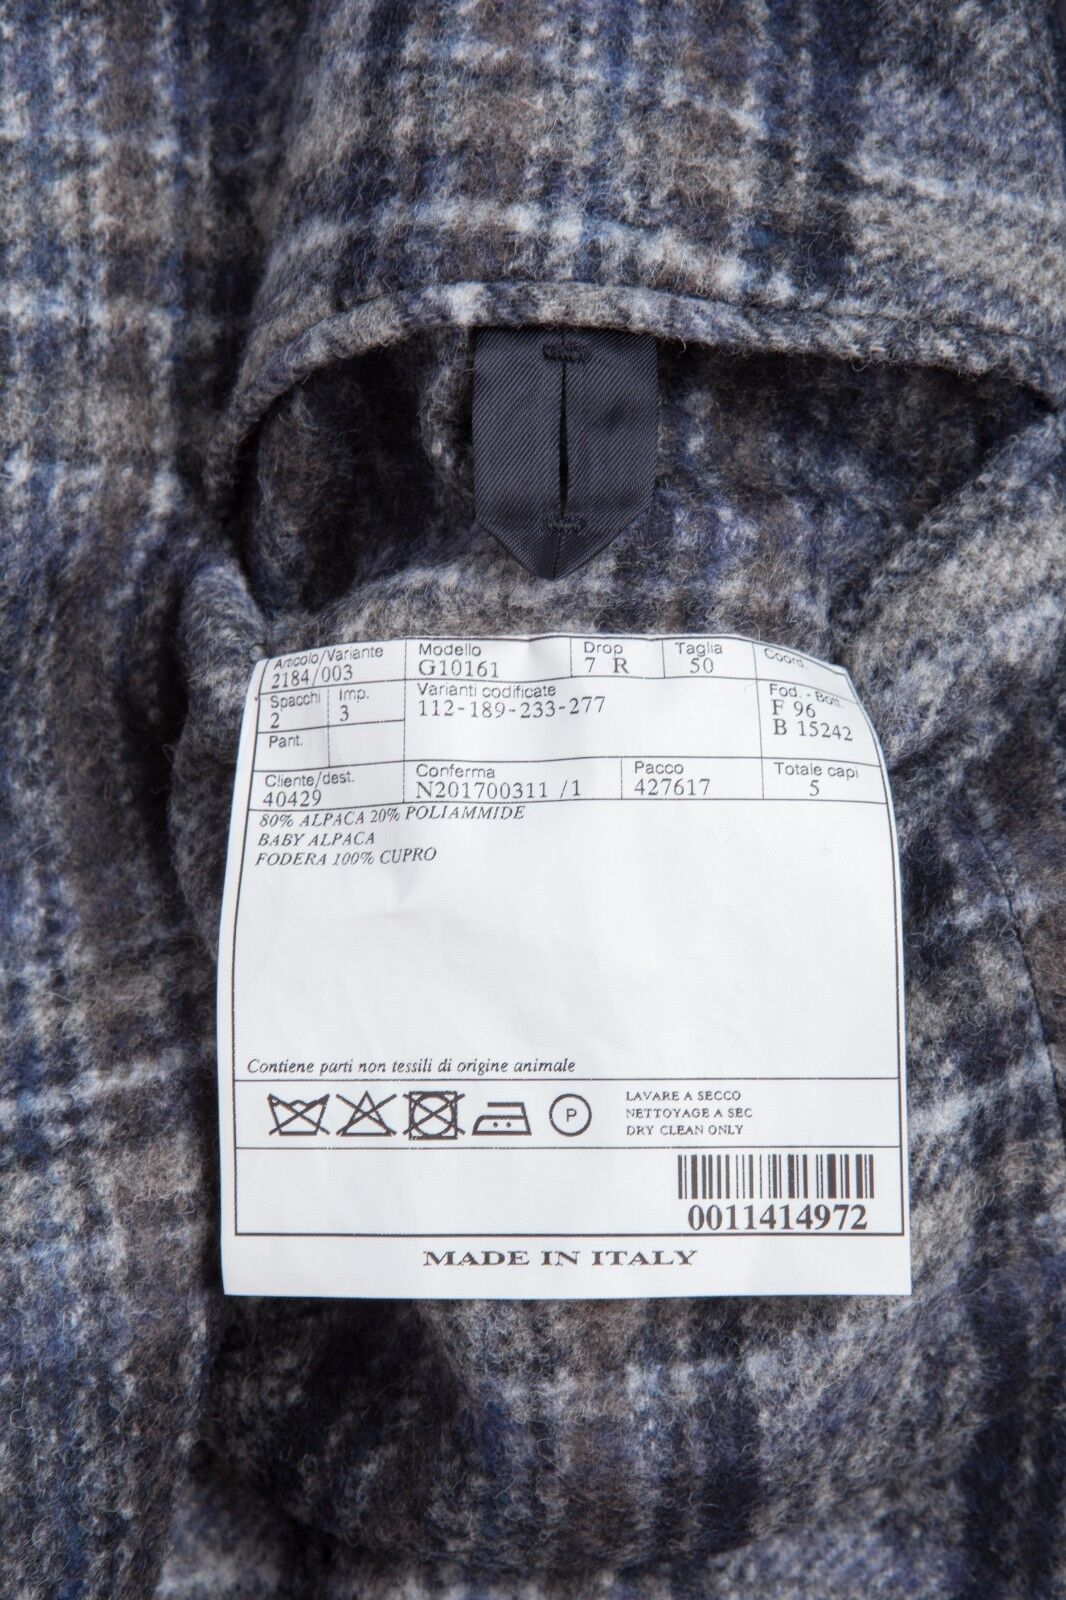 Articolo/Variante Modello Drop Taglia Coord.
2184/003 G10161 7 R 50
Spacchi Imp. Varianti codificate Fod. - Bott.
2 3 112-189-233-277 F 96
B 15242
Pant.
Cliente/dest. Conferma Pacco Totale capi
40429 N201700311 /1 427617 5
80% ALPACA 20% POLIAMMIDE
BABY ALPACA
FODERA 100% CUPRO
Contiene parti non tessili di origine animale
P
LAVARE A SECCO
NETTOYAGE A SEC
DRY CLEAN ONLY
0011414972
MADE IN ITALY